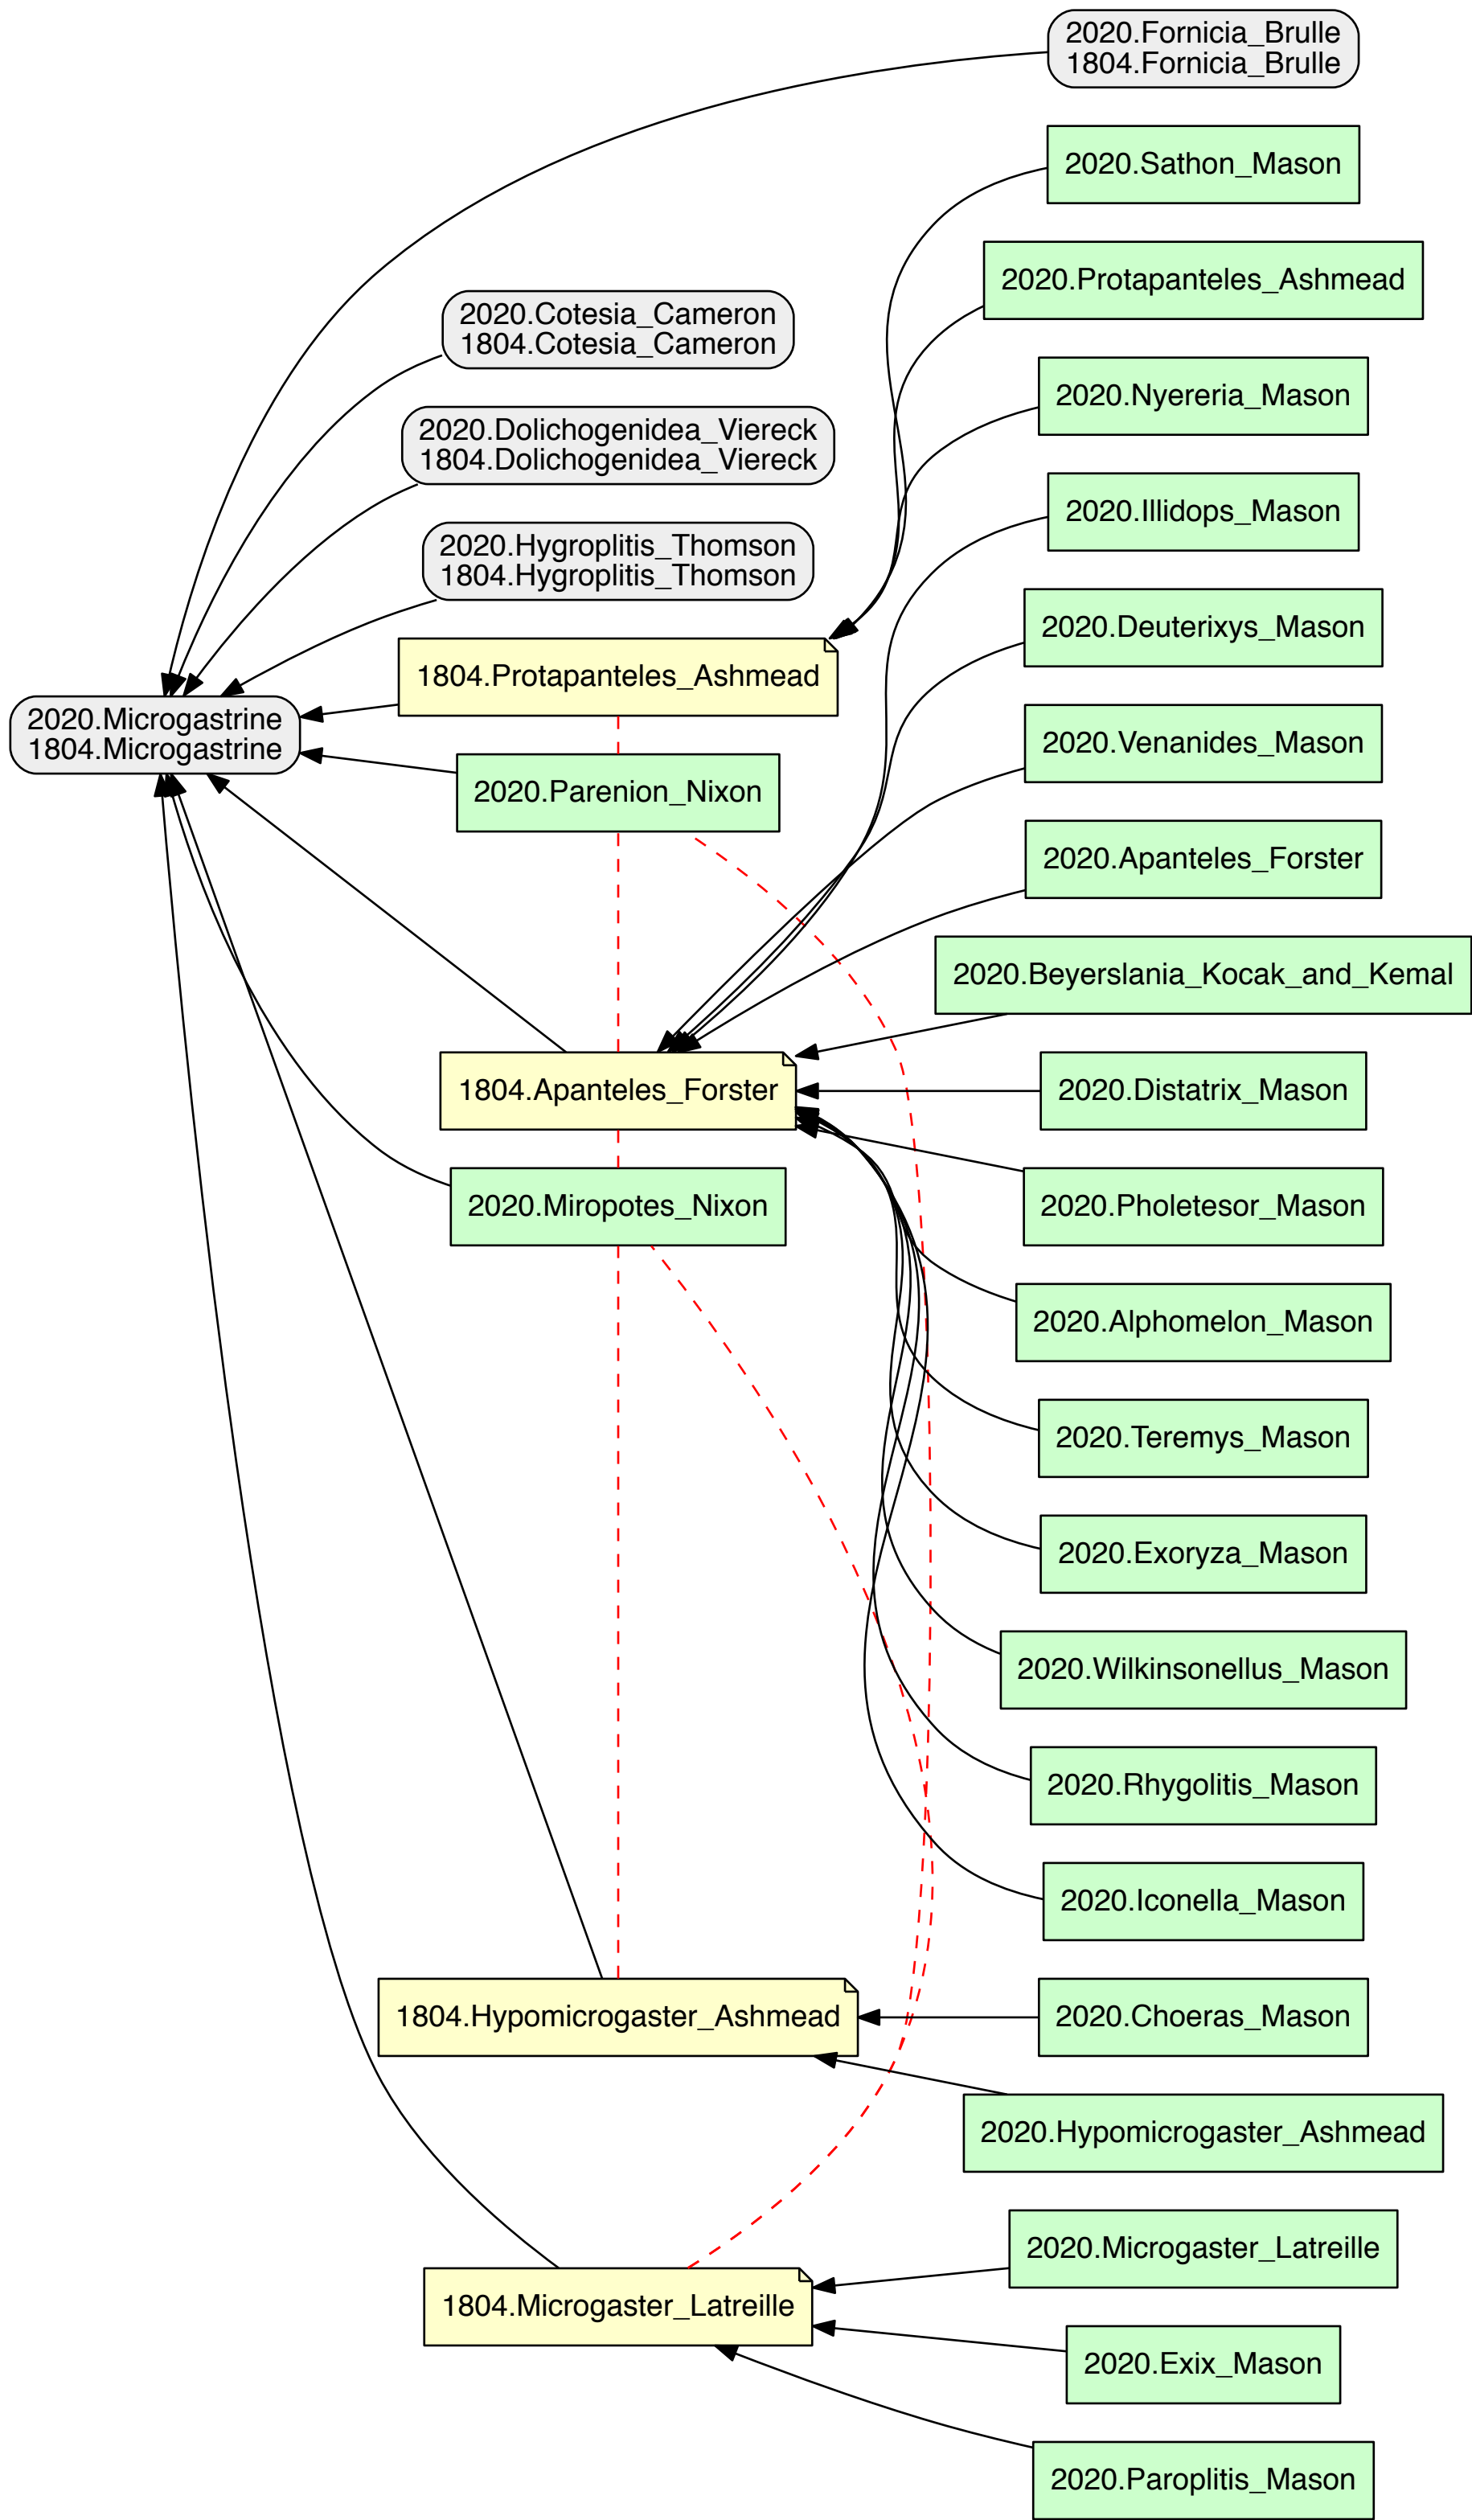 2020.Fornicia_Brulle
1804.Fornicia_Brulle
2020.Sathon_Mason
2020.Protapanteles_Ashmead
2020.Cotesia_Cameron
1804.Cotesia_Cameron
2020.Nyereria_Mason
2020.Dolichogenidea_Viereck
1804.Dolichogenidea_Viereck
2020.Illidops_Mason
2020.Hygroplitis_Thomson
1804.Hygroplitis_Thomson
2020.Deuterixys_Mason
1804.Protapanteles_Ashmead
2020.Microgastrine
1804.Microgastrine
2020.Venanides_Mason
2020.Parenion_Nixon
2020.Apanteles_Forster
2020.Beyerslania_Kocak_and_Kemal
1804.Apanteles_Forster
2020.Distatrix_Mason
2020.Miropotes_Nixon
2020.Pholetesor_Mason
2020.Alphomelon_Mason
2020.Teremys_Mason
2020.Exoryza_Mason
2020.Wilkinsonellus_Mason
2020.Rhygolitis_Mason
2020.Iconella_Mason
1804.Hypomicrogaster_Ashmead
2020.Choeras_Mason
2020.Hypomicrogaster_Ashmead
2020.Microgaster_Latreille
1804.Microgaster_Latreille
2020.Exix_Mason
2020.Paroplitis_Mason